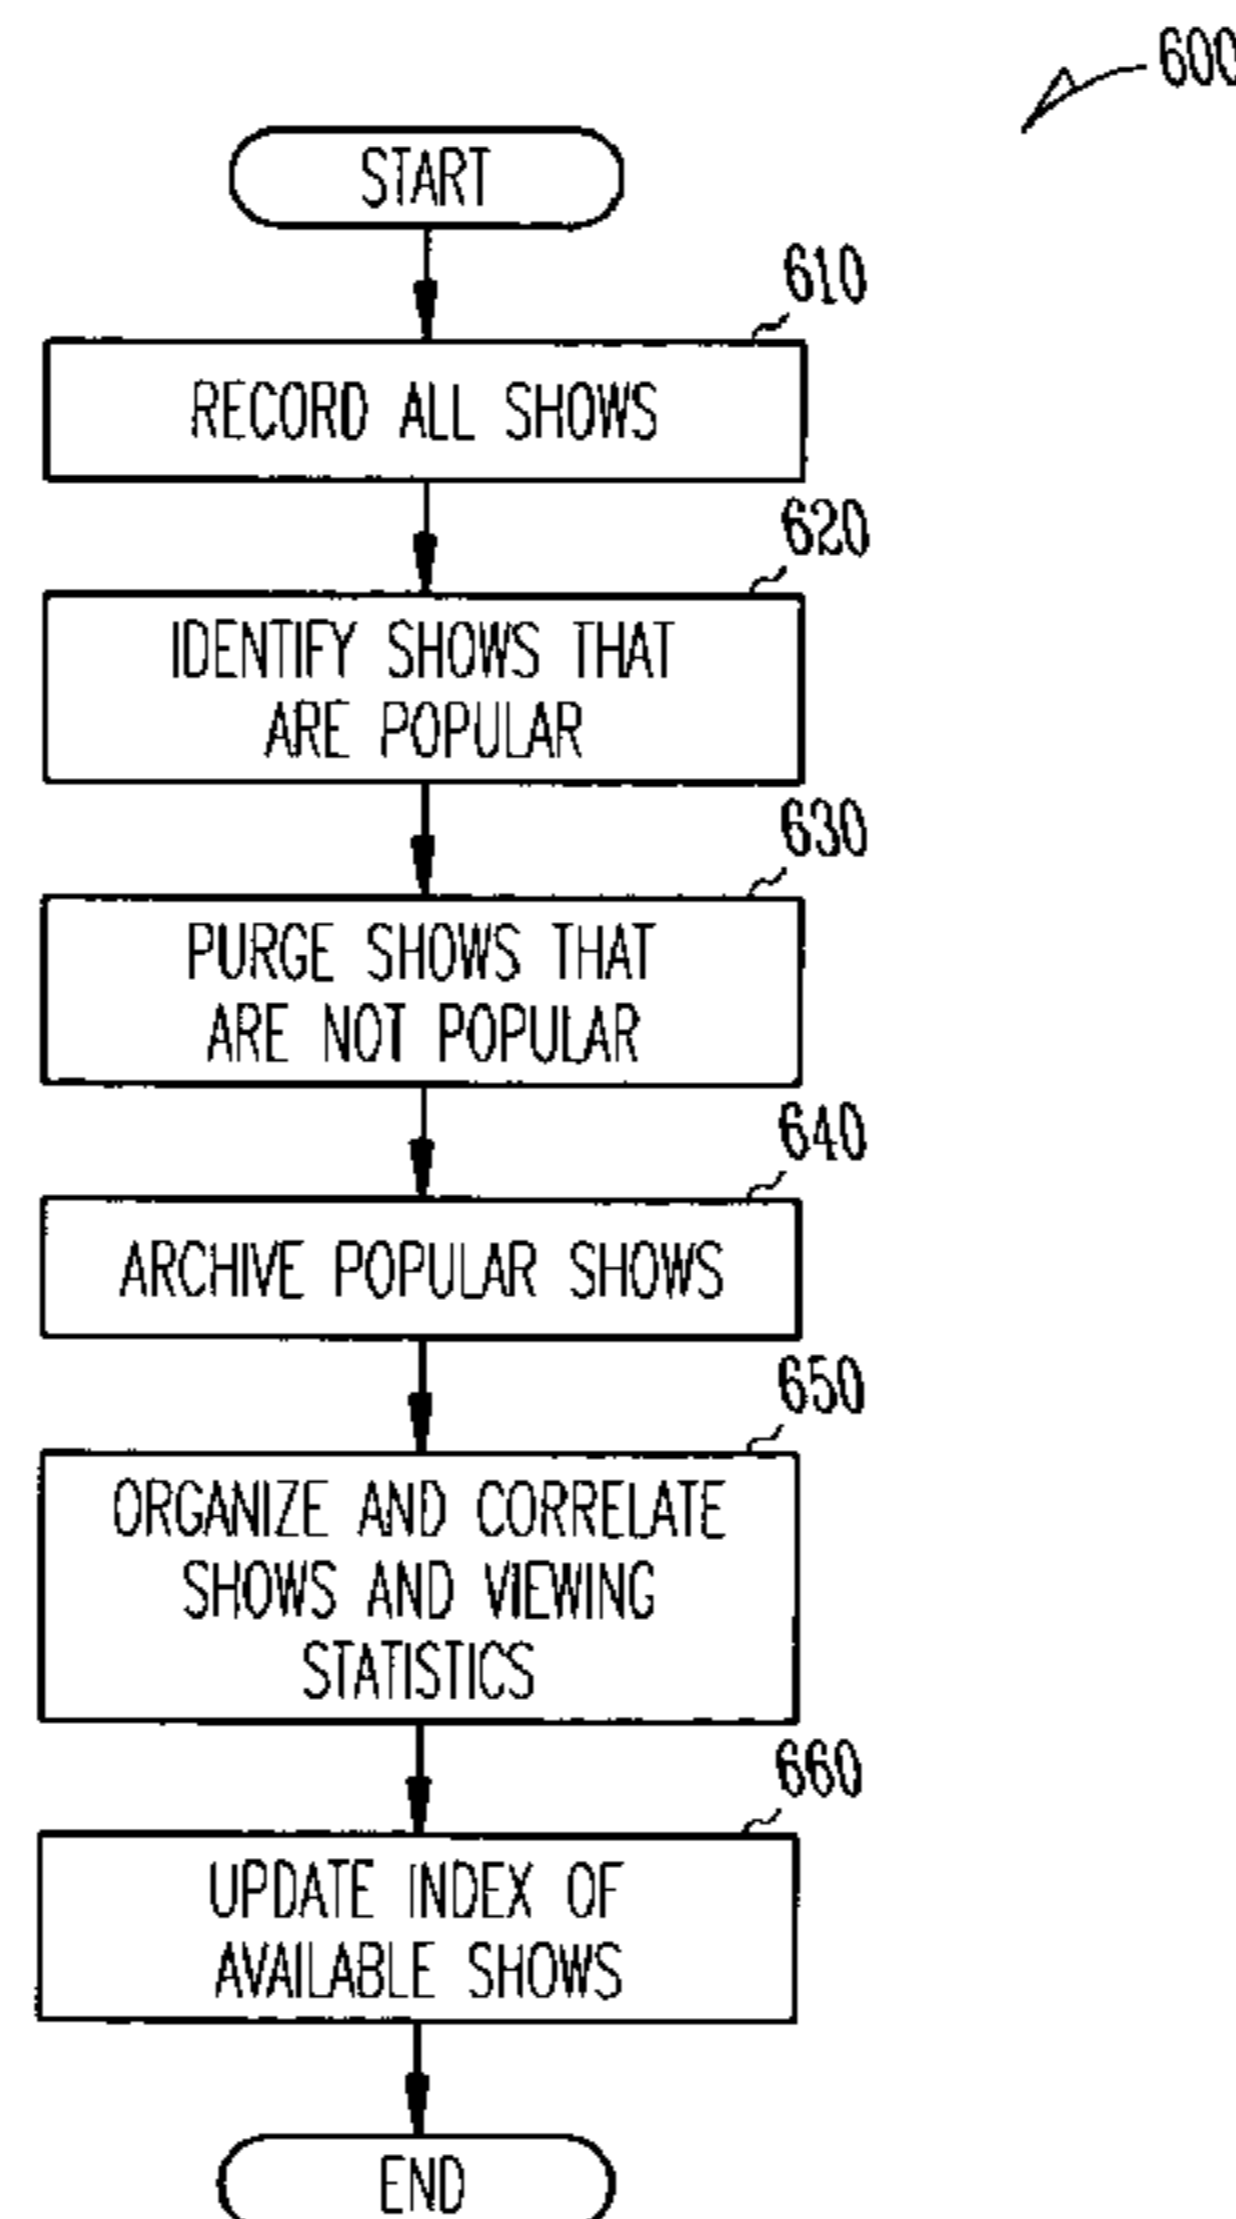 600
START
610
RECORD ALL SHOWS
620
IDENTIFY SHOWS THAT
ARE POPULAR
630
PURGE SHOWS THAT
ARE NOT POPULAR
640
ARCHIVE POPULAR SHOWS
650
ORGANIZE AND CORRELATE
SHOWS AND VIEWING
STATISTICS
660
UPDATE INDEX OF
AVAILABLE SHOWS
END